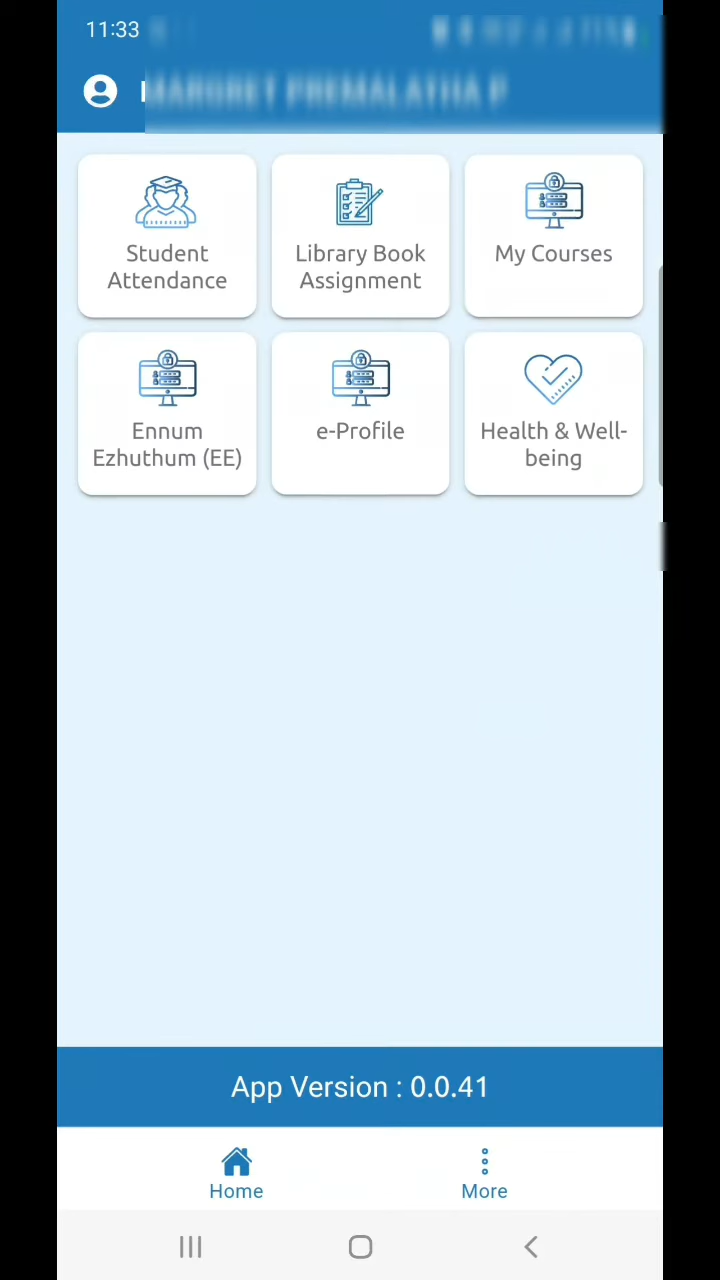 11:33
Student
Attendance
Library Book
Assignment
My Courses
Ennum
Ezhuthum (EE)
e-Profile
Health & Well-
being
App Version : 0.0.41
Home
More